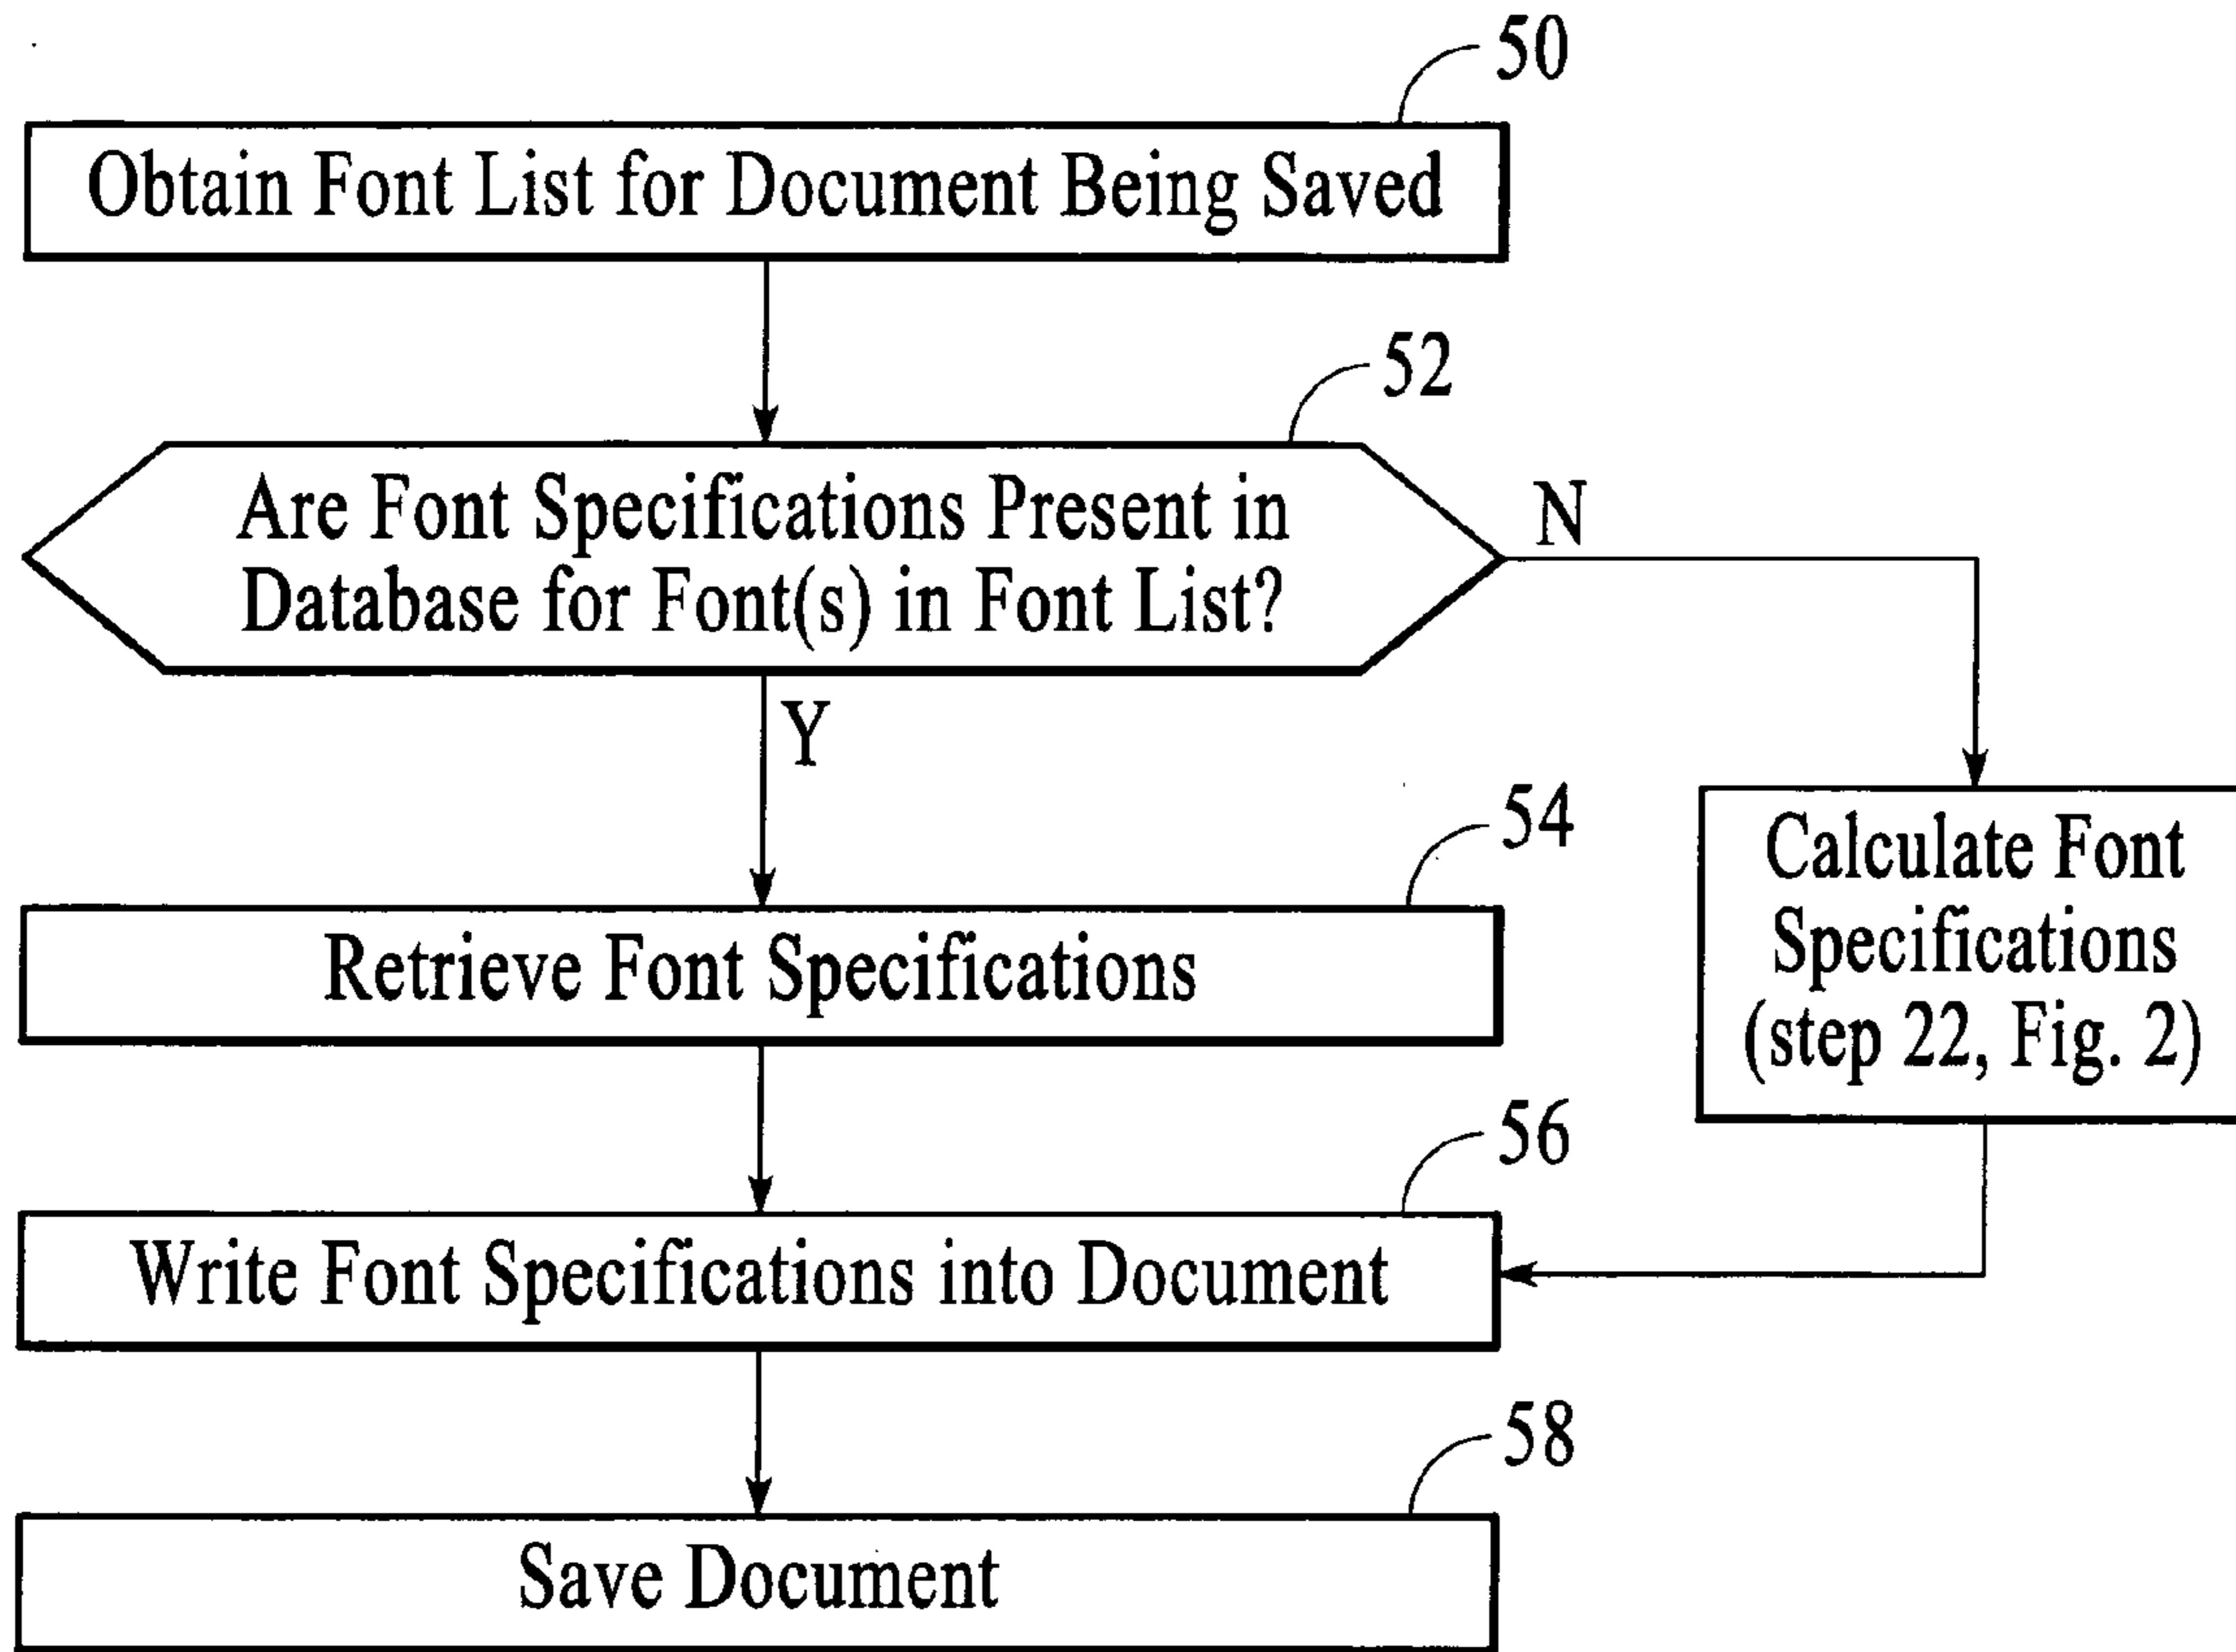 50
Obtain Font List for Document Being Saved
52
Are Font Specifications Present in
Database for Font(s) in Font List?
N
Y
54
Retrieve Font Specifications
Calculate Font
Specifications
(step 22, Fig. 2)
56
Write Font Specifications into Document
58
Save Document